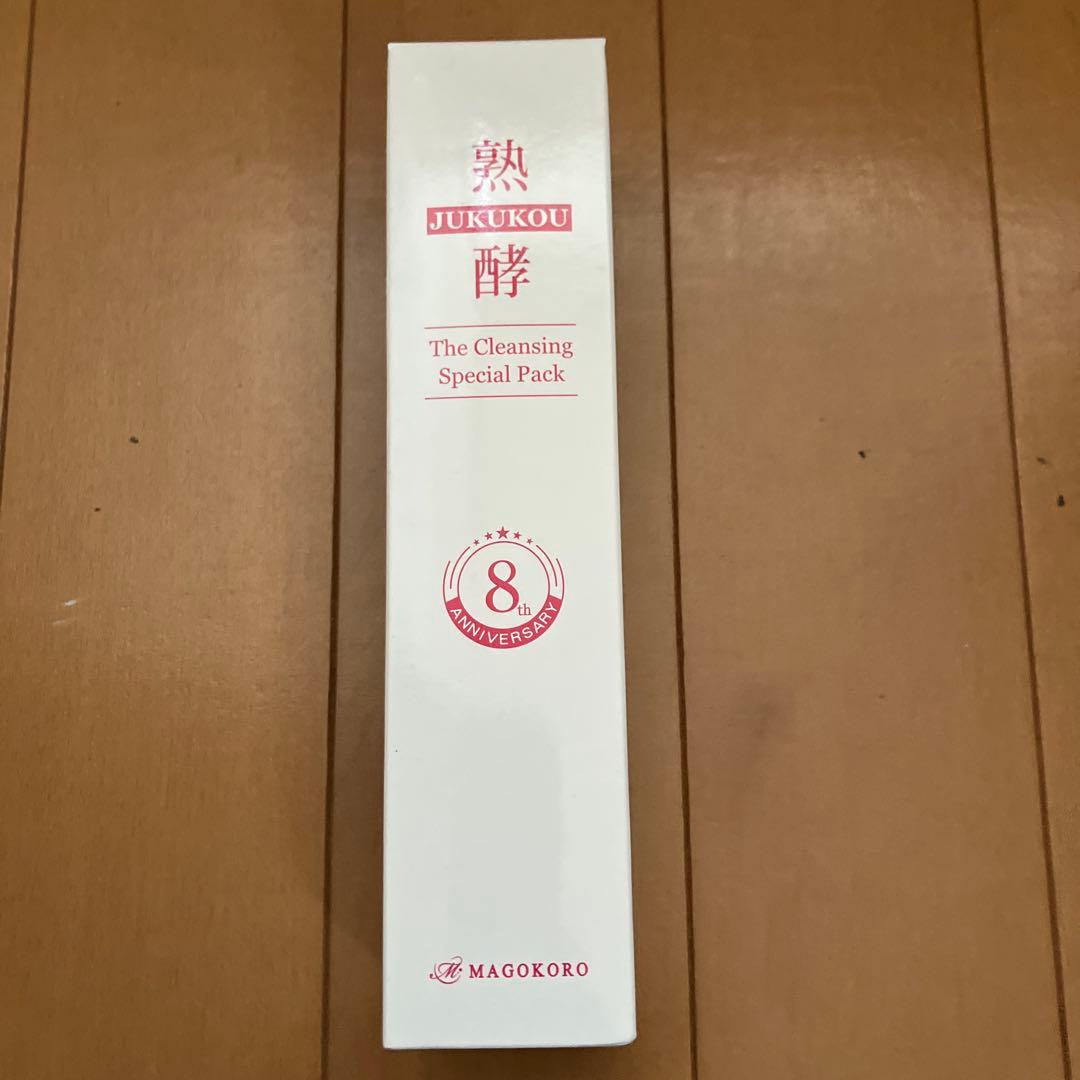 熟
JUKUKOU
酵
The Cleansing
Special Pack
8th
ANNIVERSARY
M MAGOKORO